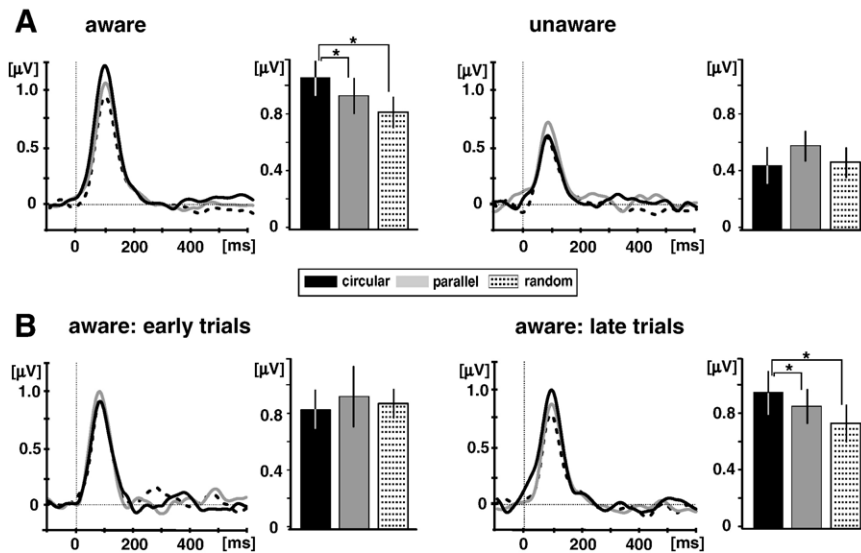 A aware unaware
[μV] [μV] [μV] [μV]
* *
1.0 0.8 1.0 0.8
0.5 0.4 0.5 0.4
0 0 0 0
0 200 400 [ms] 0 200 400 [ms]
circular parallel random
B aware: early trials aware: late trials
[μV] [μV] [μV] [μV]
* *
1.0 0.8 1.0 0.8
0.5 0.4 0.5 0.4
0 0 0 0
0 200 400 [ms] 0 200 400 [ms]